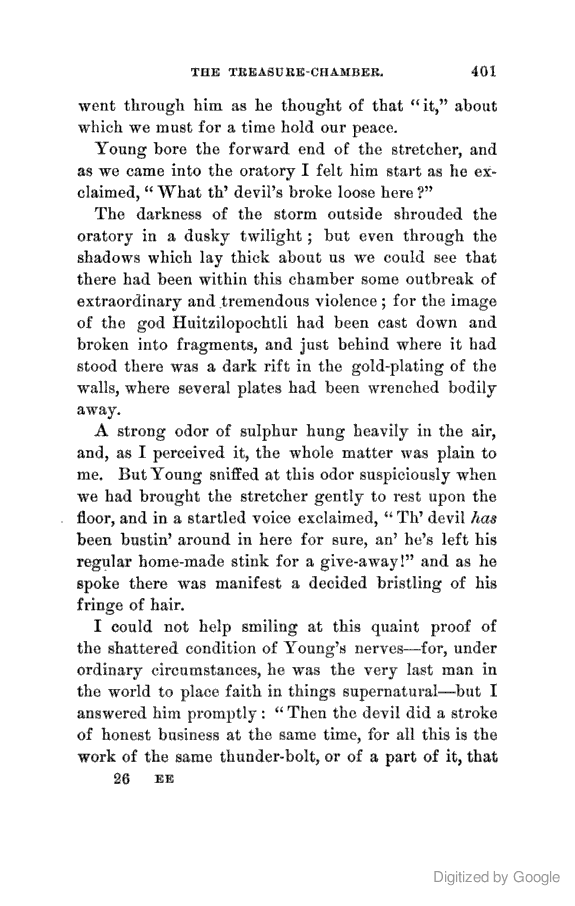 THE TREASURE-CHAMBER. 401
went through him as he thought of that “it,” about
which we must for a time hold our peace.
Young bore the forward end of the stretcher, and
as we came into the oratory I felt him start as he ex-
claimed, “What th’ devil’s broke loose here?”
The darkness of the storm outside shrouded the
oratory in a dusky twilight; but even through the
shadows which lay thick about us we could see that
there had been within this chamber some outbreak of
extraordinary and tremendous violence; for the image
of the god Huitzilopochtli had been cast down and
broken into fragments, and just behind where it had
stood there was a dark rift in the gold-plating of the
walls, where several plates had been wrenched bodily
away.
A strong odor of sulphur hung heavily in the air,
and, as I perceived it, the whole matter was plain to
me. But Young sniffed at this odor suspiciously when
we had brought the stretcher gently to rest upon the
floor, and in a startled voice exclaimed, “Th’ devil has
been bustin’ around in here for sure, an’ he’s left his
regular home-made stink for a give-away!” and as he
spoke there was manifest a decided bristling of his
fringe of hair.
I could not help smiling at this quaint proof of
the shattered condition of Young’s nerves—for, under
ordinary circumstances, he was the very last man in
the world to place faith in things supernatural—but I
answered him promptly: “Then the devil did a stroke
of honest business at the same time, for all this is the
work of the same thunder-bolt, or of a part of it, that
26 EE
Digitized by Google